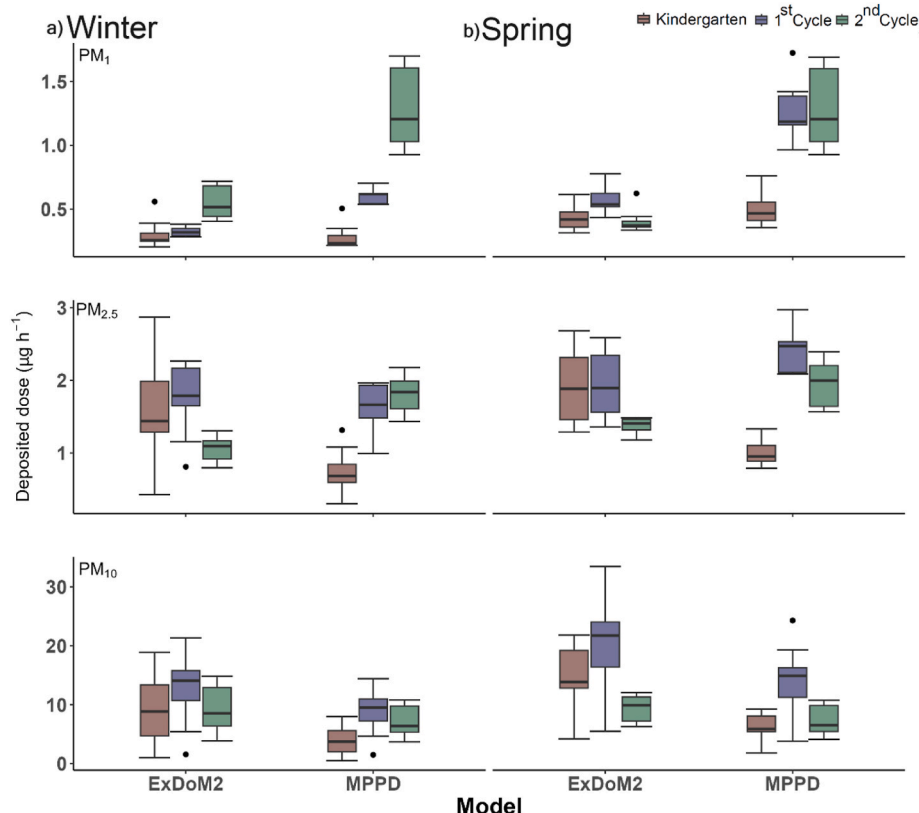 a) Winter
b) Spring
Kindergarten 1st Cycle 2nd Cycle
PM1
1.5
1.0
0.5
PM2.5
3
2
1
Deposited dose (µg h−1)
PM10
30
20
10
0
ExDoM2 MPPD ExDoM2 MPPD
Model